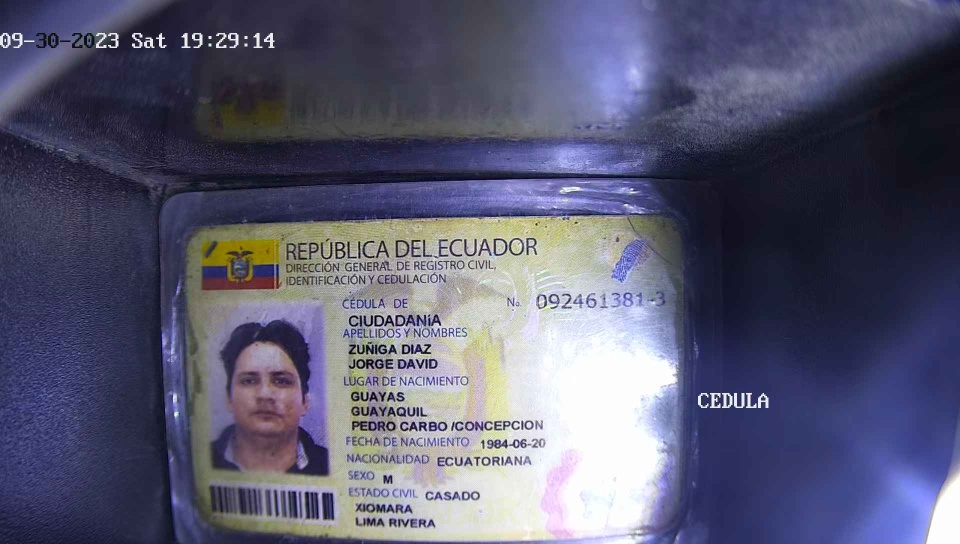 09-30-2023 Sat 19:29:14
REPÚBLICA DEL ECUADOR
DIRECCIÓN GENERAL DE REGISTRO CIVIL,
IDENTIFICACIÓN Y CEDULACIÓN
CÉDULA DE No. 092461381-3
CIUDADANíA
APELLIDOS Y NOMBRES
ZUÑIGA DIAZ
JORGE DAVID
LUGAR DE NACIMIENTO
GUAYAS
GUAYAQUIL
CEDULA
PEDRO CARBO /CONCEPCION
FECHA DE NACIMIENTO 1984-06-20
NACIONALIDAD ECUATORIANA
SEXO M
ESTADO CIVIL CASADO
XIOMARA
LIMA RIVERA